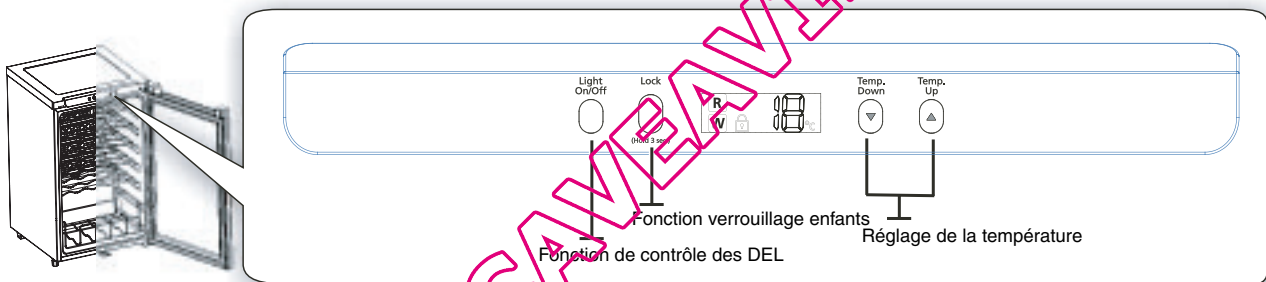 Light
On/Off
Lock
(Hold 3 sec)
R
W
18
°C
Temp.
Down
Temp.
Up
Fonction verrouillage enfants
Réglage de la température
Fonction de contrôle des DEL